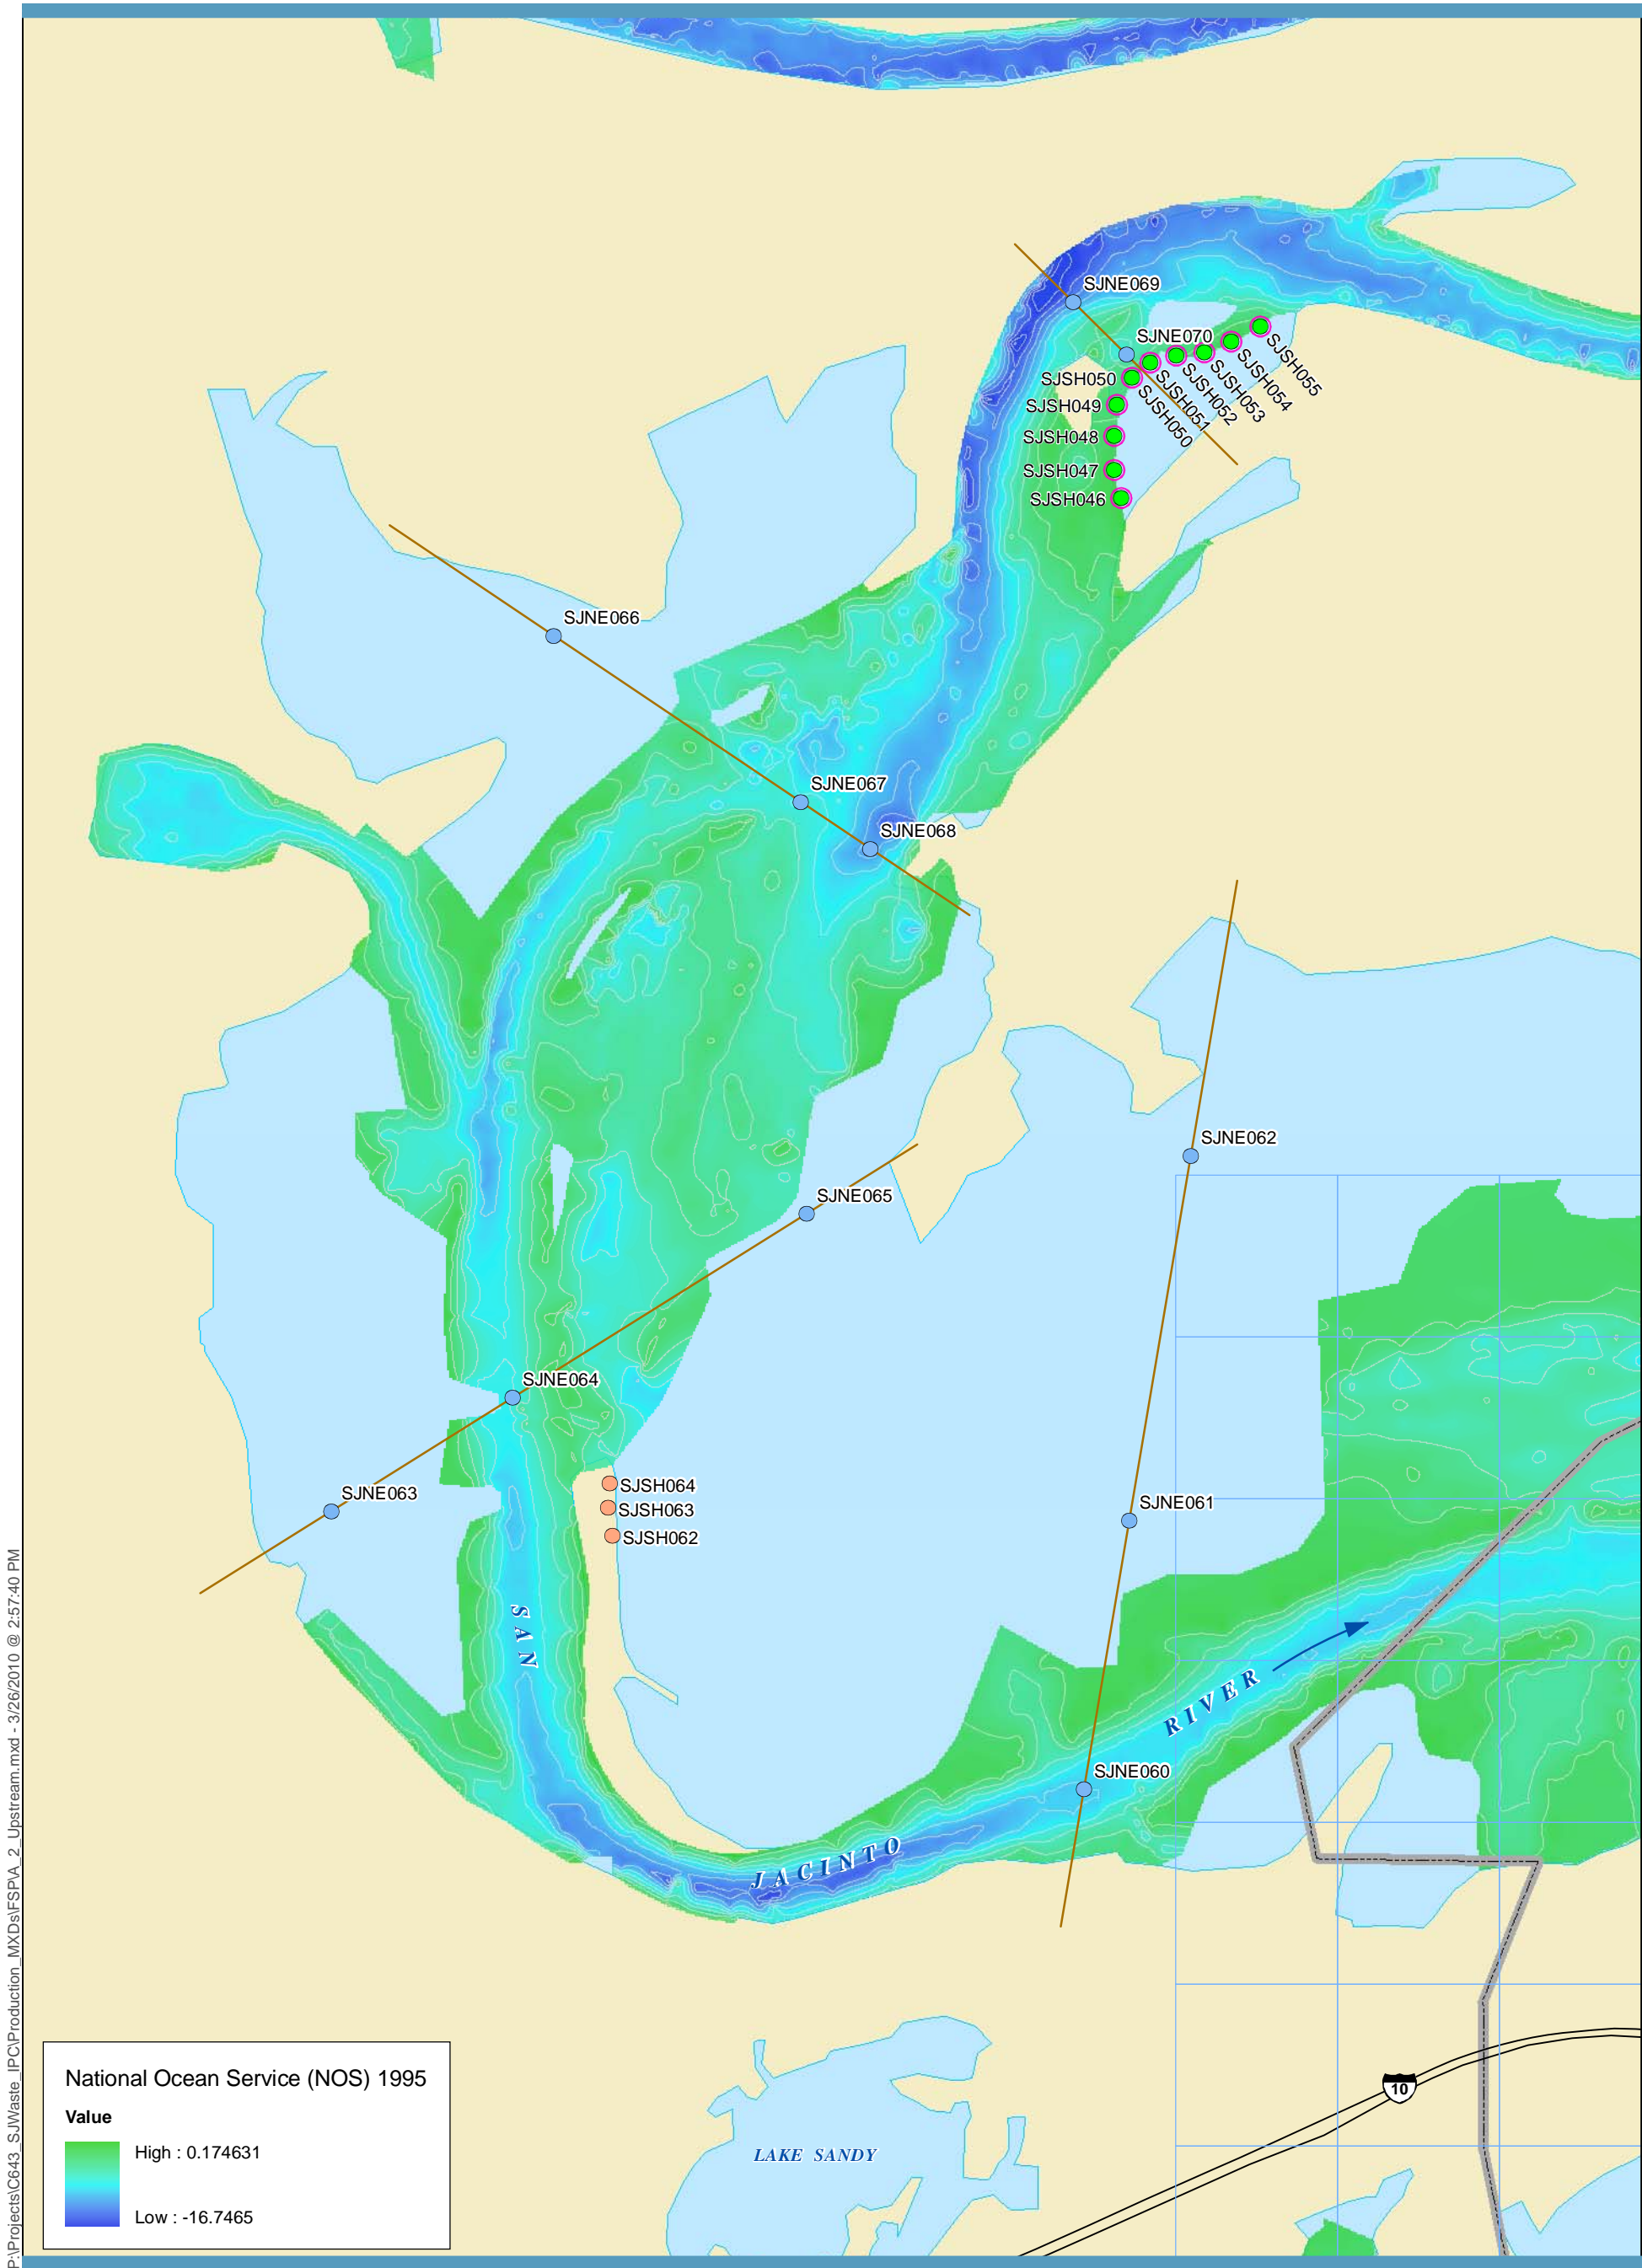 SJNE069
SJNE070
SJSH055
SJSH054
SJSH053
SJSH052
SJSH051
SJSH050
SJSH050
SJSH049
SJSH048
SJSH047
SJSH046
SJNE066
SJNE067
SJNE068
SJNE062
SJNE065
SJNE064
SJNE063
SJSH064
SJSH063
SJSH062
SJNE061
SAN
RIVER
SJNE060
JACINTO
10
LAKE SANDY
National Ocean Service (NOS) 1995
Value
High : 0.174631
Low : -16.7465
P:\Projects\C643_SJWaste_IPC\Production_MXDs\FSP\A_2_Upstream.mxd - 3/26/2010 @ 2:57:40 PM